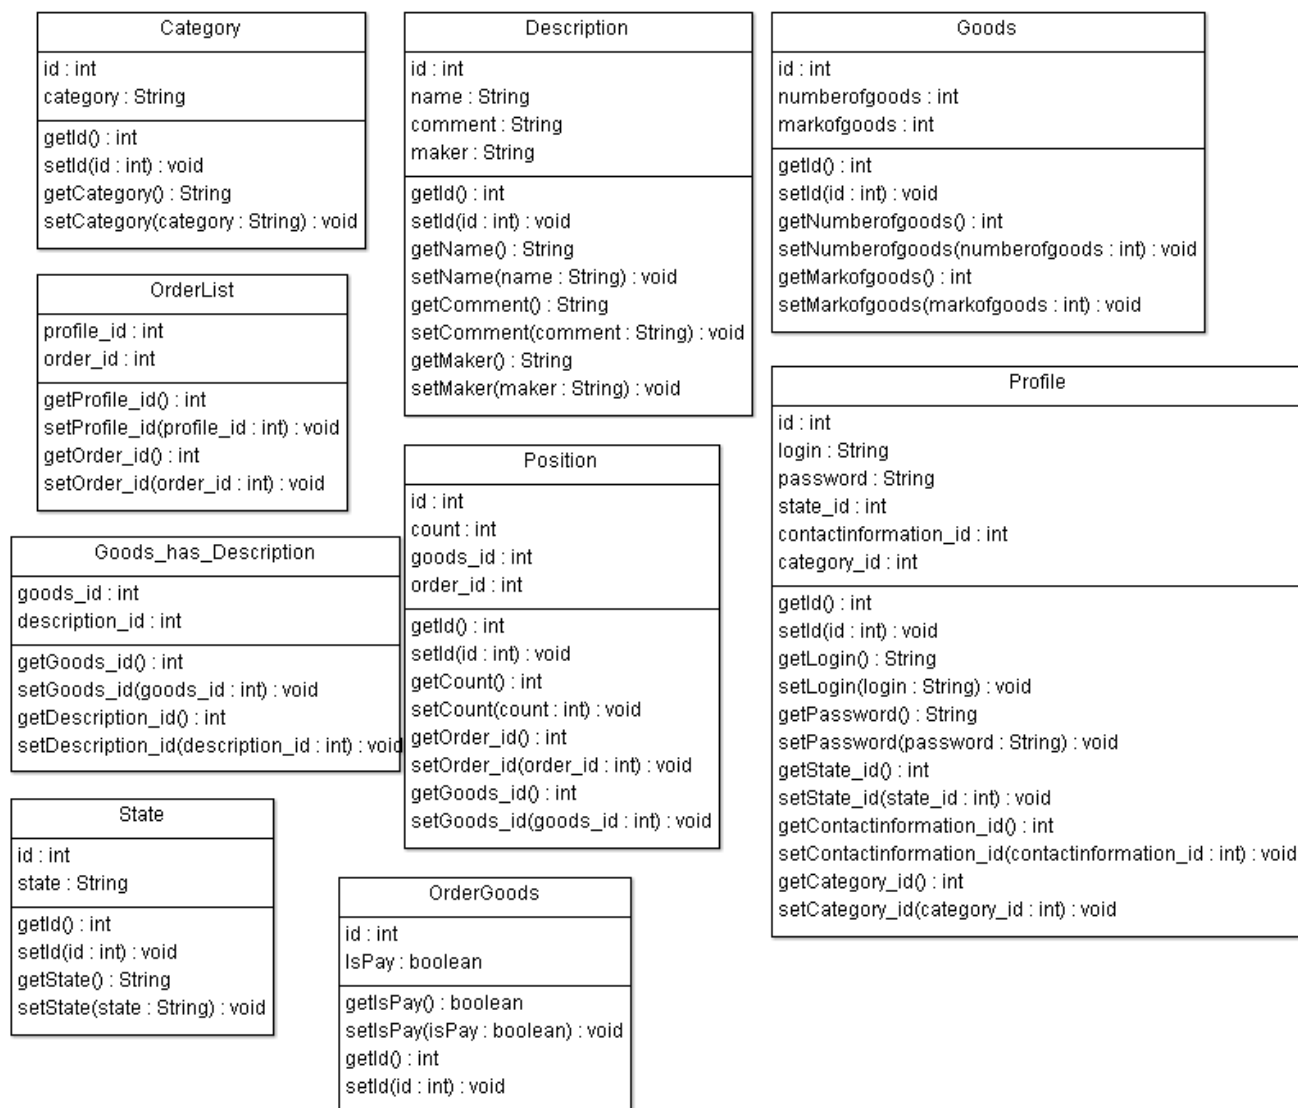 Category
id : int
category : String
getId() : int
setId(id : int) : void
getCategory() : String
setCategory(category : String) : void
Description
id : int
name : String
comment : String
maker : String
getId() : int
setId(id : int) : void
getName() : String
setName(name : String) : void
getComment() : String
setComment(comment : String) : void
getMaker() : String
setMaker(maker : String) : void
Goods
id : int
numberofgoods : int
markofgoods : int
getId() : int
setId(id : int) : void
getNumberofgoods() : int
setNumberofgoods(numberofgoods : int) : void
getMarkofgoods() : int
setMarkofgoods(markofgoods : int) : void
OrderList
profile_id : int
order_id : int
getProfile_id() : int
setProfile_id(profile_id : int) : void
getOrder_id() : int
setOrder_id(order_id : int) : void
Profile
id : int
login : String
password : String
state_id : int
contactinformation_id : int
category_id : int
getId() : int
setId(id : int) : void
getLogin() : String
setLogin(login : String) : void
getPassword() : String
setPassword(password : String) : void
getState_id() : int
setState_id(state_id : int) : void
getContactinformation_id() : int
setContactinformation_id(contactinformation_id : int) : void
getCategory_id() : int
setCategory_id(category_id : int) : void
Position
id : int
count : int
goods_id : int
order_id : int
getId() : int
setId(id : int) : void
getCount() : int
setCount(count : int) : void
getOrder_id() : int
setOrder_id(order_id : int) : void
getGoods_id() : int
setGoods_id(goods_id : int) : void
Goods_has_Description
goods_id : int
description_id : int
getGoods_id() : int
setGoods_id(goods_id : int) : void
getDescription_id() : int
setDescription_id(description_id : int) : void
State
id : int
state : String
getId() : int
setId(id : int) : void
getState() : String
setState(state : String) : void
OrderGoods
id : int
IsPay : boolean
getIsPay() : boolean
setIsPay(isPay : boolean) : void
getId() : int
setId(id : int) : void